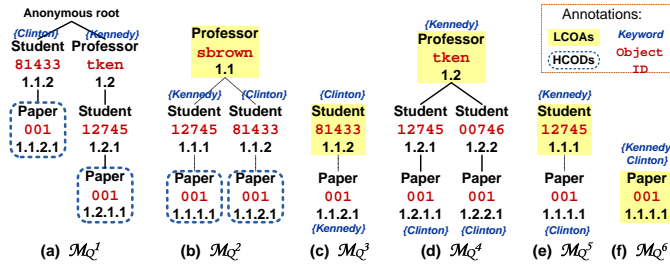 Anonymous root
{Clinton}
Student
81433
1.1.2
Paper
001
1.1.2.1
{Kennedy}
Professor
tken
1.2
Student
12745
1.2.1
Paper
001
1.2.1.1
(a) MQ1
Professor
sbrown
1.1
{Kennedy}
Student
12745
1.1.1
Paper
001
1.1.1.1
{Clinton}
Student
81433
1.1.2
Paper
001
1.1.2.1
(b) MQ2
{Clinton}
Student
81433
1.1.2
Paper
001
1.1.2.1
{Kennedy}
(c) MQ3
{Kennedy}
Professor
tken
1.2
Student
12745
1.2.1
Paper
001
1.2.1.1
{Clinton}
Student
00746
1.2.2
Paper
001
1.2.2.1
{Clinton}
(d) MQ4
{Kennedy}
Student
12745
1.1.1
Paper
001
1.1.1.1
{Clinton}
(e) MQ5
{Kennedy
Clinton}
Paper
001
1.1.1.1
(f) MQ6
Annotations:
LCOAs
HCODs
Keyword
Object
ID